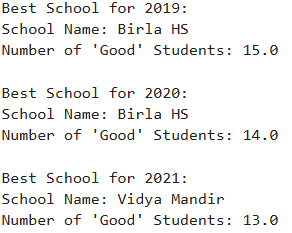 Best School for 2019:
School Name: Birla HS
Number of 'Good' Students: 15.0
Best School for 2020:
School Name: Birla HS
Number of 'Good' Students: 14.0
Best School for 2021:
School Name: Vidya Mandir
Number of 'Good' Students: 13.0